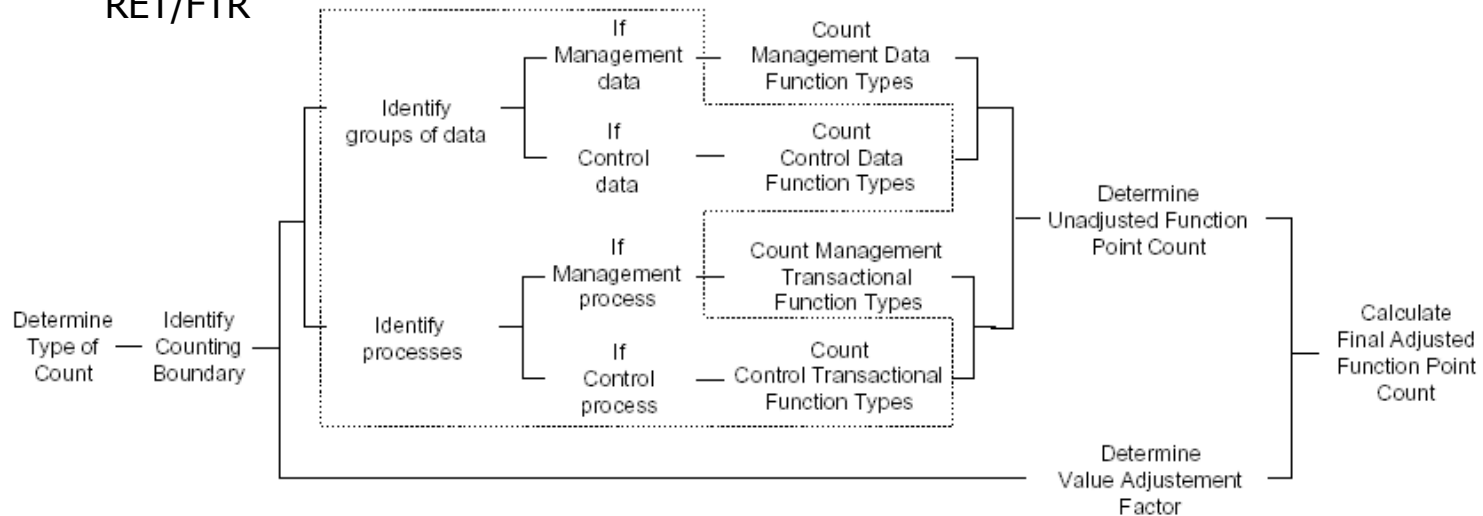 RET/FTR
If
Management
data
Count
Management Data
Function Types
Identify
groups of data
If
Control
data
Count
Control Data
Function Types
Determine
Unadjusted Function
Point Count
If
Management
process
Count Management
Transactional
Function Types
Determine
Type of
Count
Identify
Counting
Boundary
Identify
processes
If
Control
process
Count
Control Transactional
Function Types
Calculate
Final Adjusted
Function Point
Count
Determine
Value Adjustement
Factor